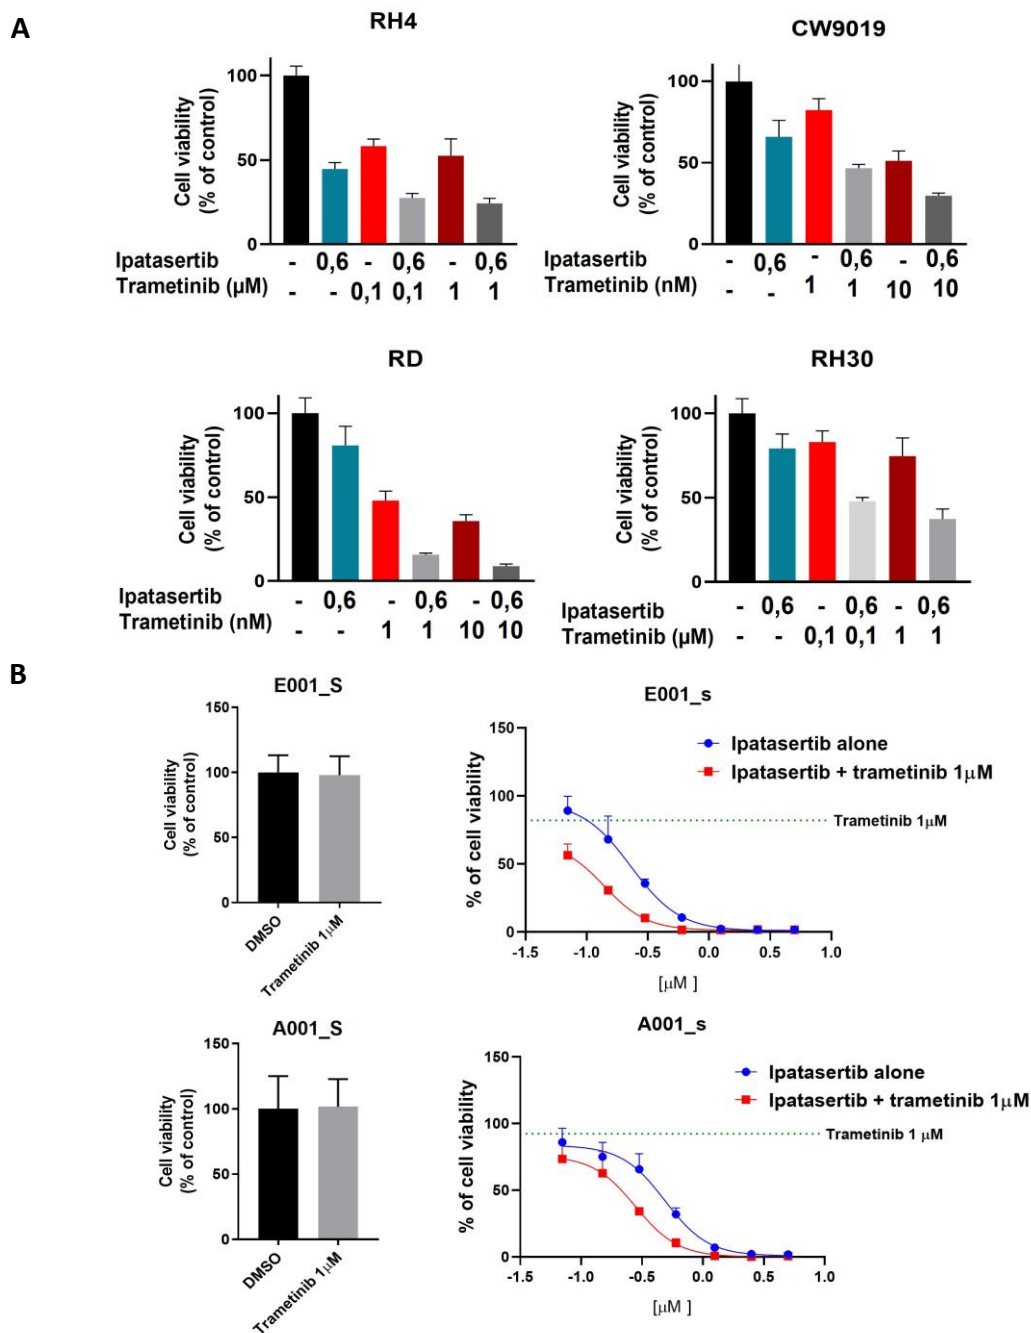 A
RH4
Cell viability
(% of control)
100
50
0
Ipatasertib - 0,6 - 0,6 - 0,6
Trametinib (µM) - - 0,1 0,1 1 1
CW9019
Cell viability
(% of control)
100
50
0
Ipatasertib - 0,6 - 0,6 - 0,6
Trametinib (nM) - - 1 1 10 10
RD
Cell viability
(% of control)
100
50
0
Ipatasertib - 0,6 - 0,6 - 0,6
Trametinib (nM) - - 1 1 10 10
RH30
Cell viability
(% of control)
100
50
0
Ipatasertib - 0,6 - 0,6 - 0,6
Trametinib (µM) - - 0,1 0,1 1 1
B
E001_S
Cell viability
(% of control)
150
100
50
0
DMSO
Trametinib 1µM
E001_s
% of cell viability
150
100
50
0
Ipatasertib alone
Ipatasertib + trametinib 1µM
Trametinib 1µM
-1.5 -1.0 -0.5 0.0 0.5 1.0
[µM ]
A001_S
Cell viability
(% of control)
150
100
50
0
DMSO
Trametinib 1µM
A001_s
% of cell viability
150
100
50
0
Ipatasertib alone
Ipatasertib + trametinib 1µM
Trametinib 1 µM
-1.5 -1.0 -0.5 0.0 0.5 1.0
[µM ]